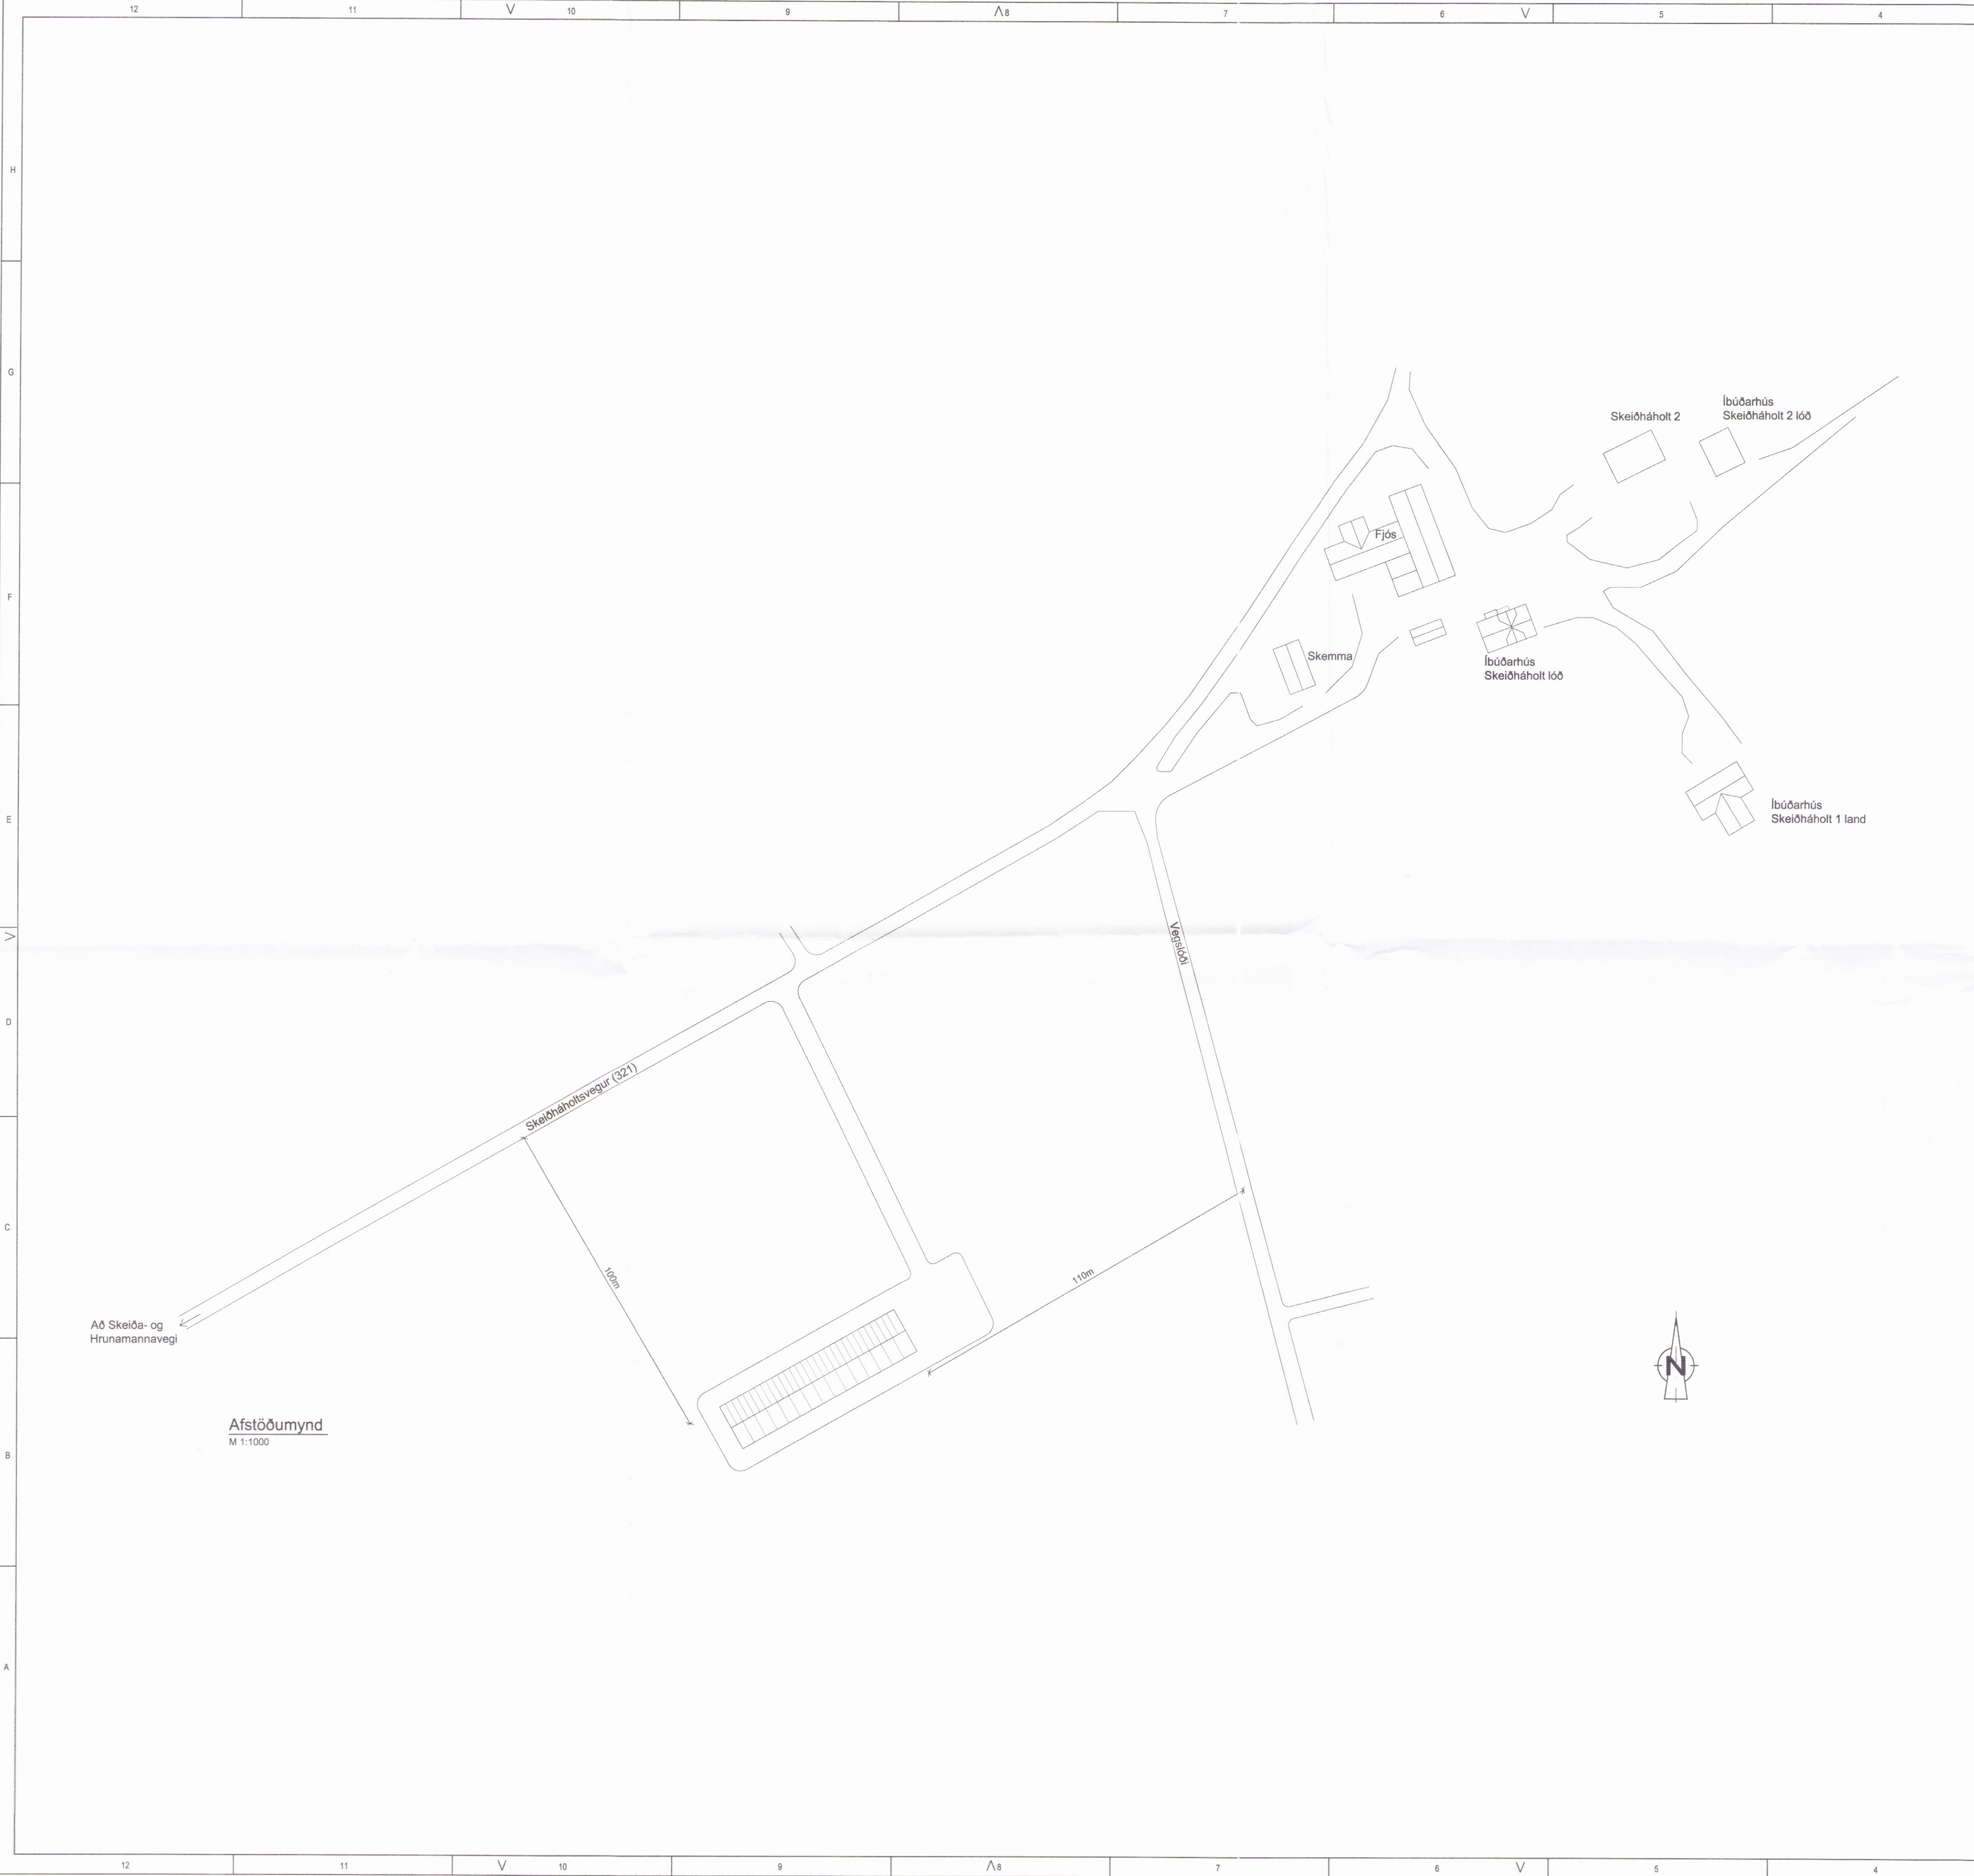 12 11 10 9 8 7 6 5 4
H
G
F
E
D
C
B
A
Íbúðarhús
Skeiðháholt 2 lóð
Skeiðháholt 2
Fjós
Skemma
Íbúðarhús
Skeiðháholt lóð
Íbúðarhús
Skeiðháholt 1 land
Vegslóði
Skeiðháholtsvegur (321)
100m
110m
Að Skeiða- og
Hrunamannavegi
N
Afstöðumynd
M 1:1000
12 11 10 9 8 7 6 5 4